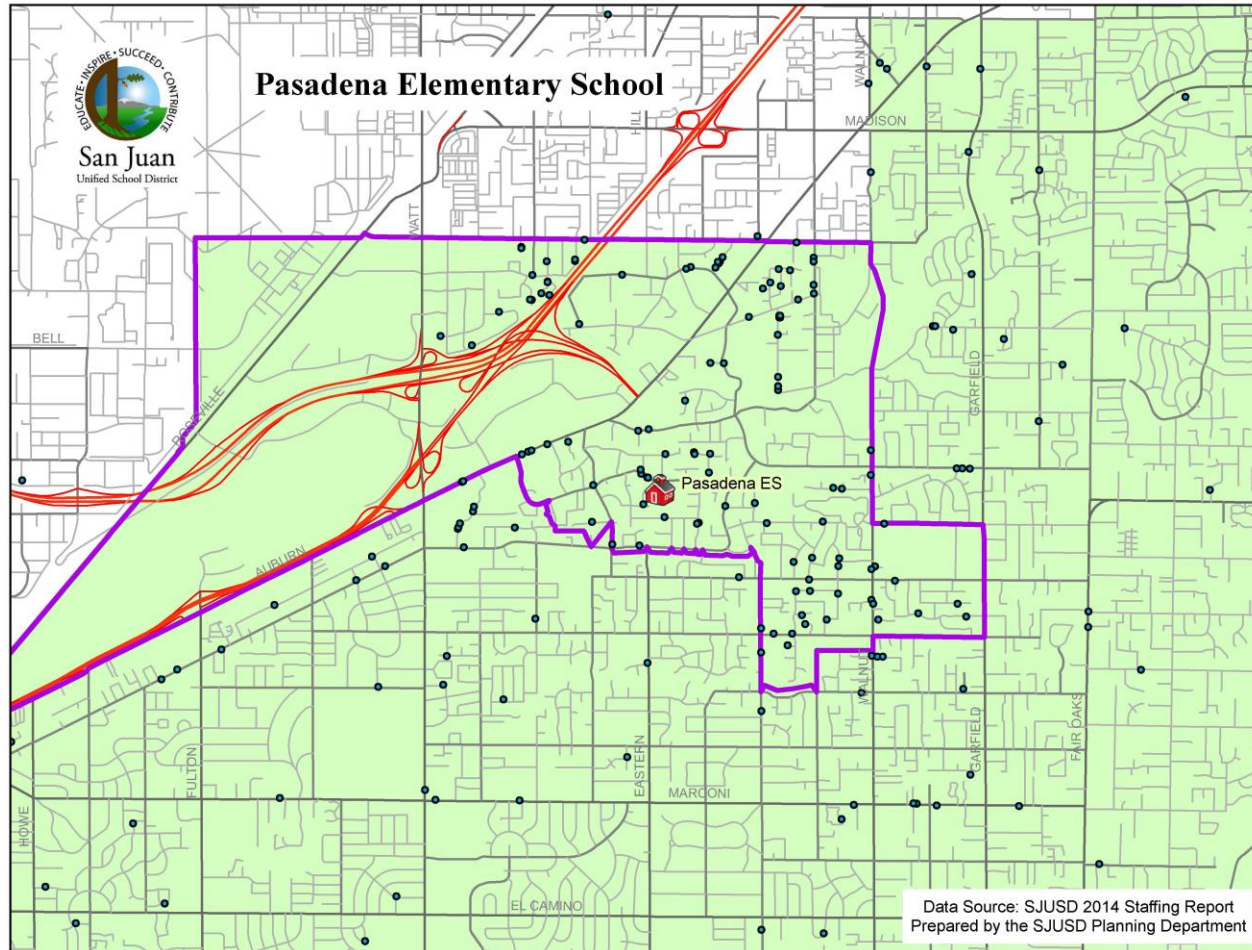 EDUCATE • INSPIRE • SUCCEED • CONTRIBUTE
San Juan
Unified School District
Pasadena Elementary School
HILL
WALNUT
MADISON
WATT
BELL
ROSEVILLE
GARFIELD
Pasadena ES
AUBURN
WALNUT
FULTON
EASTERN
GARFIELD
FAIR OAKS
MARCONI
HOWE
EL CAMINO
Data Source: SJUSD 2014 Staffing Report
Prepared by the SJUSD Planning Department